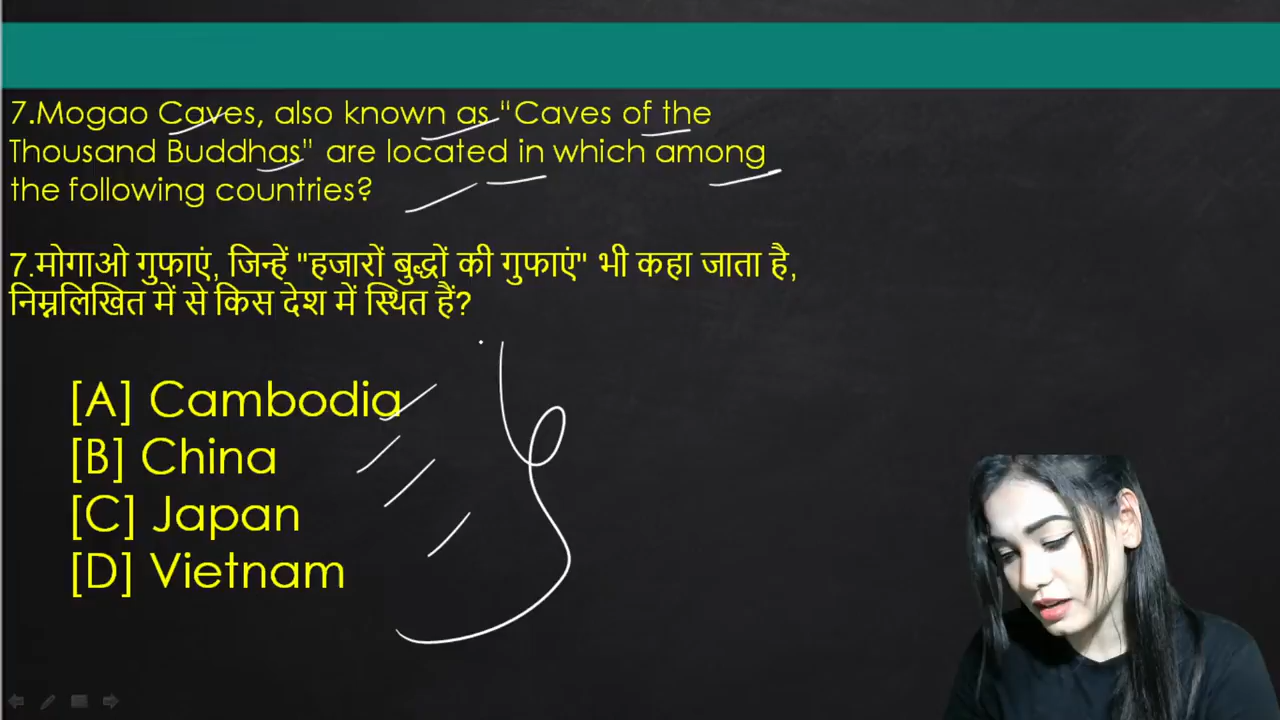 7.Mogao Caves, also known as "Caves of the
Thousand Buddhas" are located in which among
the following countries?
7.मोगाओ गुफाएं, जिन्हें "हजारों बुद्धों की गुफाएं" भी कहा जाता है,
निम्नलिखित में से किस देश में स्थित हैं?
[A] Cambodia
[B] China
[C] Japan
[D] Vietnam